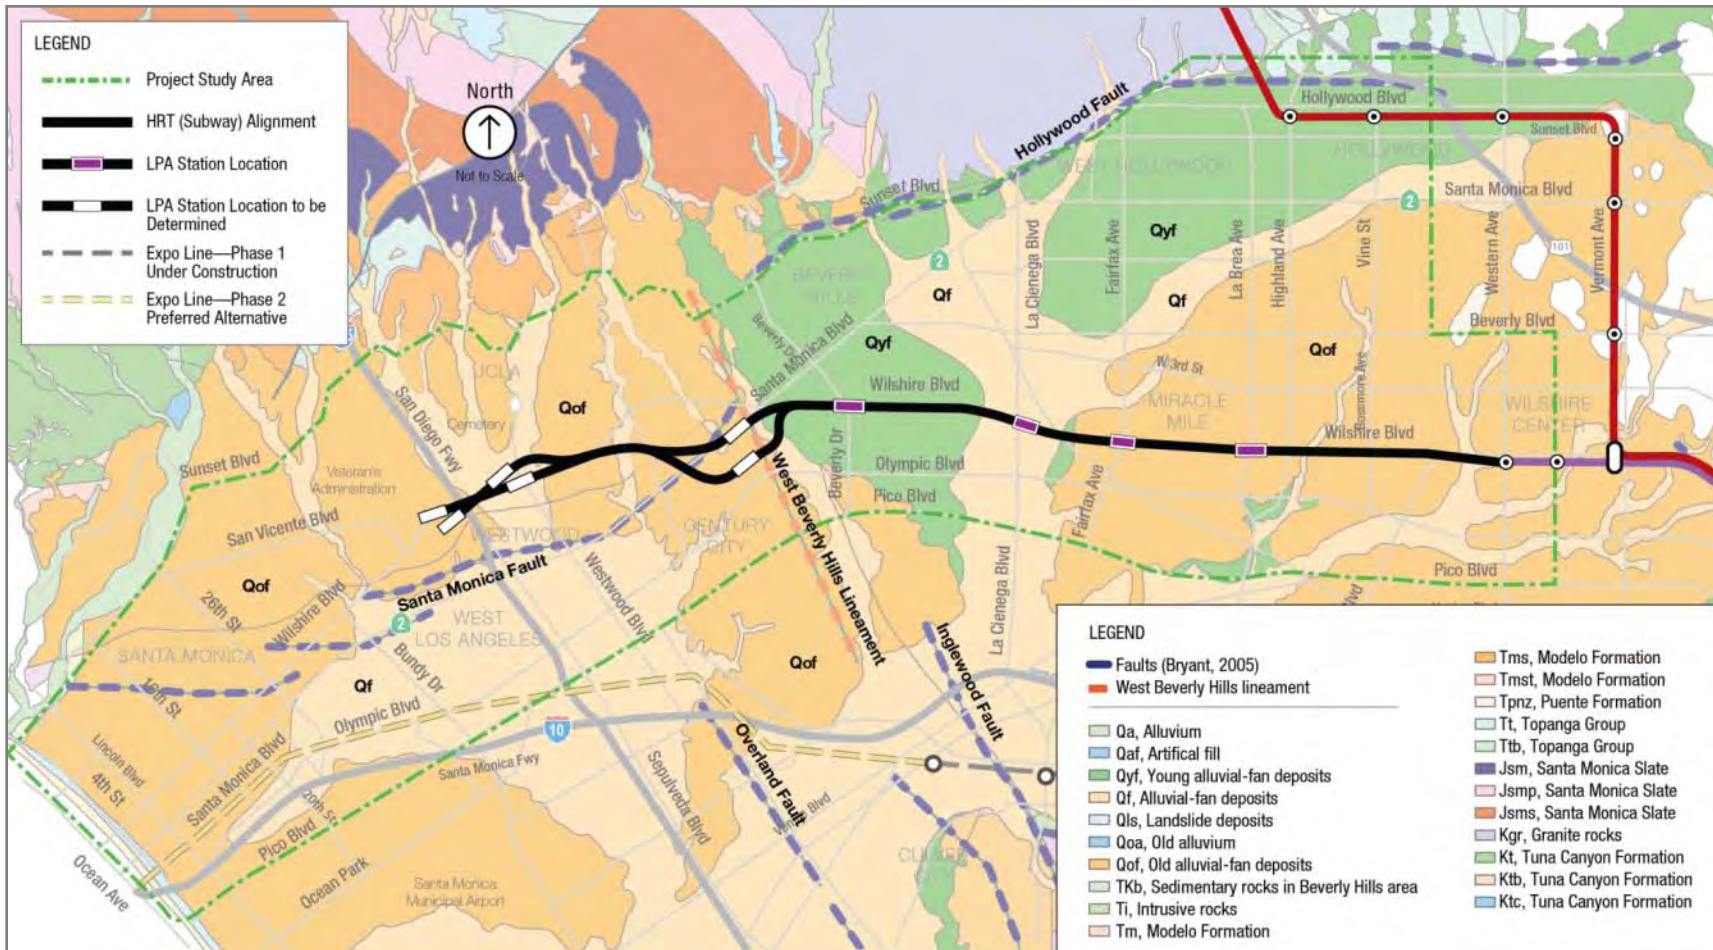 LEGEND
Project Study Area
HRT (Subway) Alignment
LPA Station Location
LPA Station Location to be
Determined
Expo Line—Phase 1
Under Construction
Expo Line—Phase 2
Preferred Alternative
North
Not to Scale
Hollywood Fault
Hollywood Blvd
Sunset Blvd
WEST HOLLYWOOD
HOLLYWOOD
Sunset Blvd
Santa Monica Blvd
2
Qyf
La Cienega Blvd
Fairfax Ave
La Brea Ave
Highland Ave
Vine St
Western Ave
Vermont Ave
101
2
BEVERLY
HILLS
Qf
Qf
Beverly Blvd
Beverly Dr
Santa Monica Blvd
Qyf
Qof
W 3rd St
Rossmore Ave
UCLA
Qof
Wilshire Blvd
MIRACLE
MILE
WILSHIRE
CENTER
Wilshire Blvd
San Diego Fwy
Cemetery
Sunset Blvd
Veteran's
Administration
Beverly Dr
Olympic Blvd
Pico Blvd
Fairfax Ave
San Vicente Blvd
WESTWOOD
CENTURY
CITY
West Beverly Hills Lineament
La Cienega Blvd
Pico Blvd
Qof
Santa Monica Fault
Westwood Blvd
26th St
Wilshire Blvd
2
WEST
LOS ANGELES
SANTA MONICA
Bundy Dr
Qof
Inglewood Fault
Blvd
Qf
Olympic Blvd
10
Santa Monica Fwy
Overland Fault
Sepulveda Blvd
Lincoln Blvd
4th St
Santa Monica Blvd
20th St
Pico Blvd
Ocean Park
Ocean Ave
Santa Monica
Municipal Airport
LEGEND
Faults (Bryant, 2005)
West Beverly Hills lineament
Qa, Alluvium
Qaf, Artifical fill
Qyf, Young alluvial-fan deposits
Qf, Alluvial-fan deposits
Qls, Landslide deposits
Qoa, Old alluvium
Qof, Old alluvial-fan deposits
TKb, Sedimentary rocks in Beverly Hills area
Ti, Intrusive rocks
Tm, Modelo Formation
Tms, Modelo Formation
Tmst, Modelo Formation
Tpnz, Puente Formation
Tt, Topanga Group
Ttb, Topanga Group
Jsm, Santa Monica Slate
Jsmp, Santa Monica Slate
Jsms, Santa Monica Slate
Kgr, Granite rocks
Kt, Tuna Canyon Formation
Ktb, Tuna Canyon Formation
Ktc, Tuna Canyon Formation